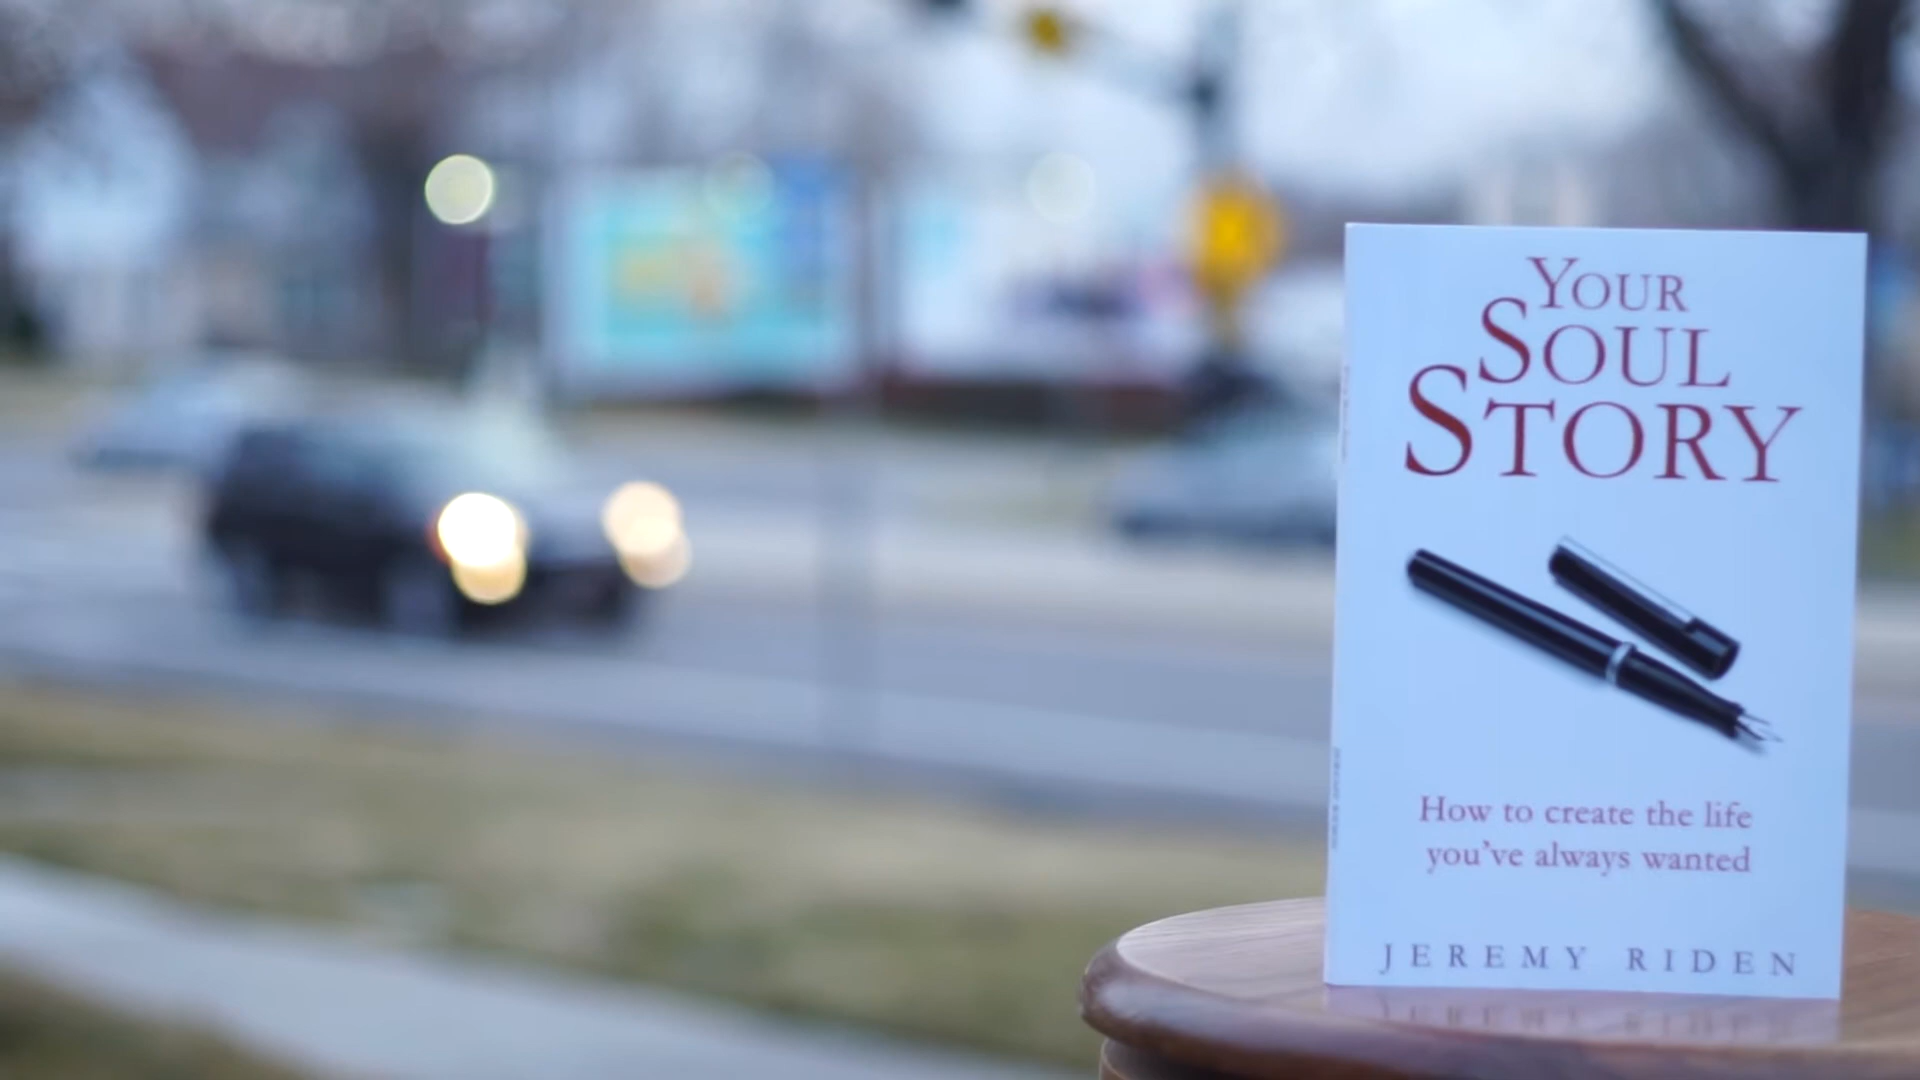 YOUR
SOUL
STORY
How to create the life
you've always wanted
JEREMY RIDEN